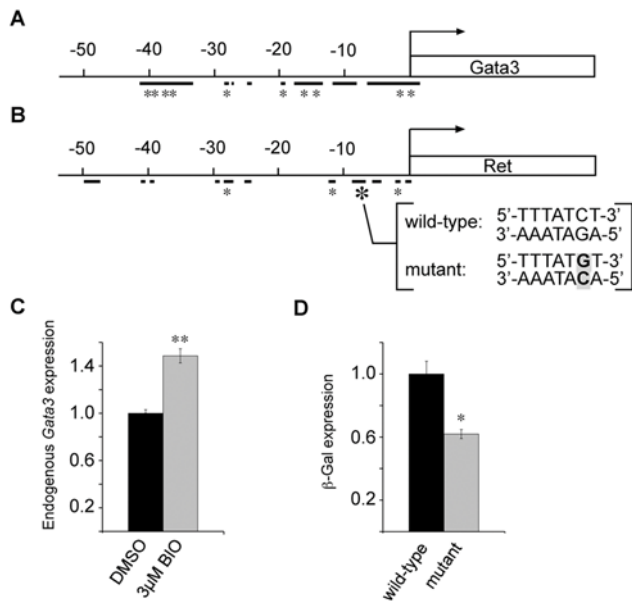 A
-50 -40 -30 -20 -10
Gata3
** ** * * * * * *
B
-50 -40 -30 -20 -10
Ret
* * * *
wild-type: 5'-TTTATCT-3'
3'-AAATAGA-5'
mutant: 5'-TTTATGT-3'
3'-AAATACA-5'
C
Endogenous Gata3 expression
1.4
1.0
0.6
0.2
**
DMSO
3µM BIO
D
β-Gal expression
1.0
0.6
0.2
*
wild-type
mutant